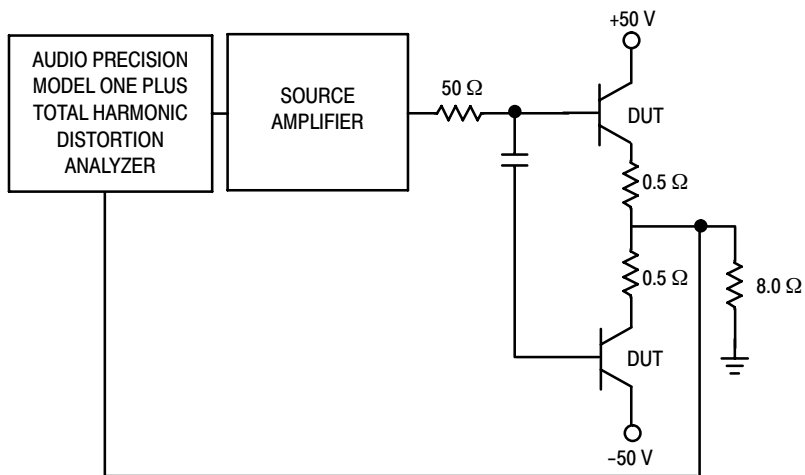 AUDIO PRECISION
MODEL ONE PLUS
TOTAL HARMONIC
DISTORTION
ANALYZER
SOURCE
AMPLIFIER
50 Ω
+50 V
DUT
0.5 Ω
0.5 Ω
8.0 Ω
DUT
−50 V